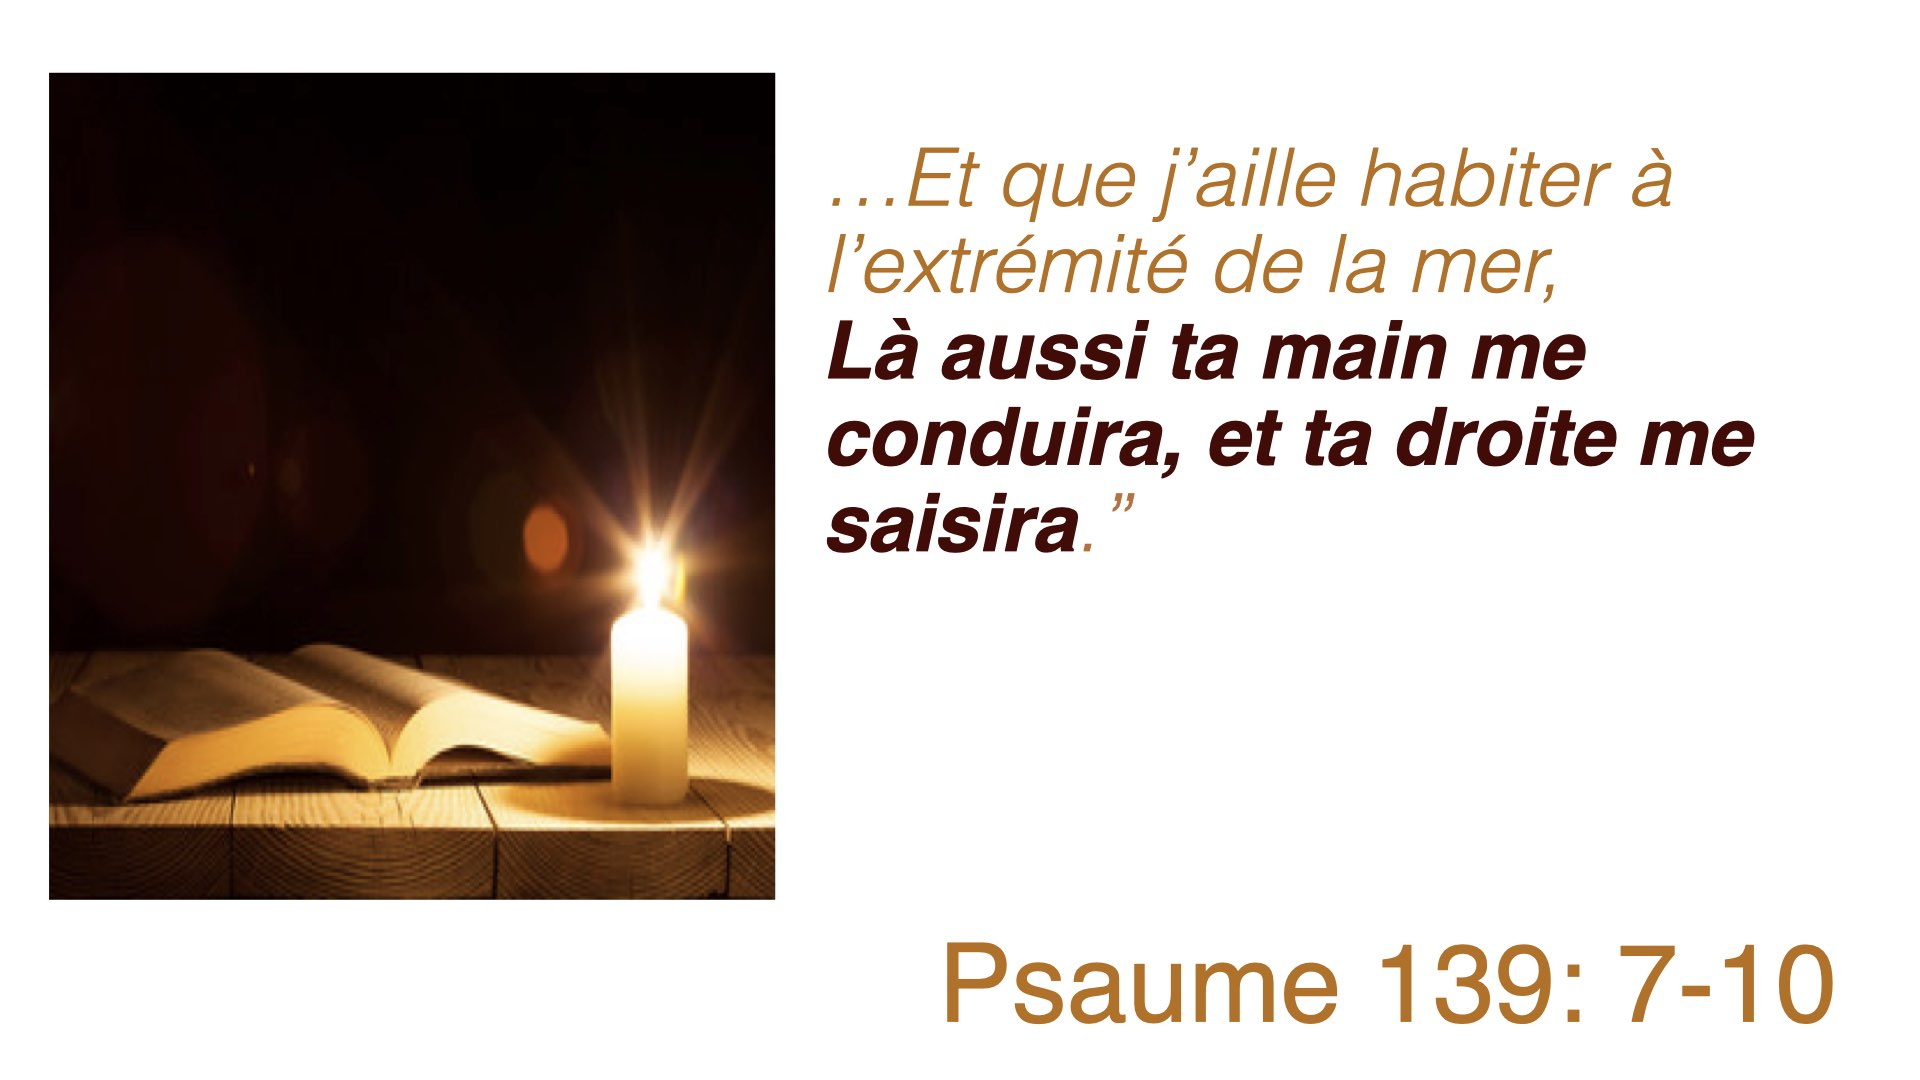 …Et que j’aille habiter à
l’extrémité de la mer,
Là aussi ta main me
conduira, et ta droite me
saisira.”
Psaume 139: 7-10